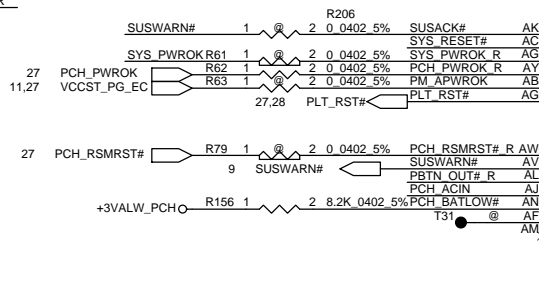 R206
SUSWARN# 1 @ 2 0_0402_5% SUSACK# AK
SYS_RESET# AC
SYS_PWROK R61 1 @ 2 0_0402_5% SYS_PWROK_R AG
27 PCH_PWROK R62 1 2 0_0402_5% PCH_PWROK_R AY
11,27 VCCST_PG_EC R63 1 @ 2 0_0402_5% PM_APWROK AB
27,28 PLT_RST# PLT_RST# AG
27 PCH_RSMRST# R79 1 @ 2 0_0402_5% PCH_RSMRST#_R AW
9 SUSWARN# SUSWARN# AV
PBTN_OUT#_R AL
PCH_ACIN AJ
+3VALW_PCH R156 1 2 8.2K_0402_5% PCH_BATLOW# AN
T31 @ AF
AM